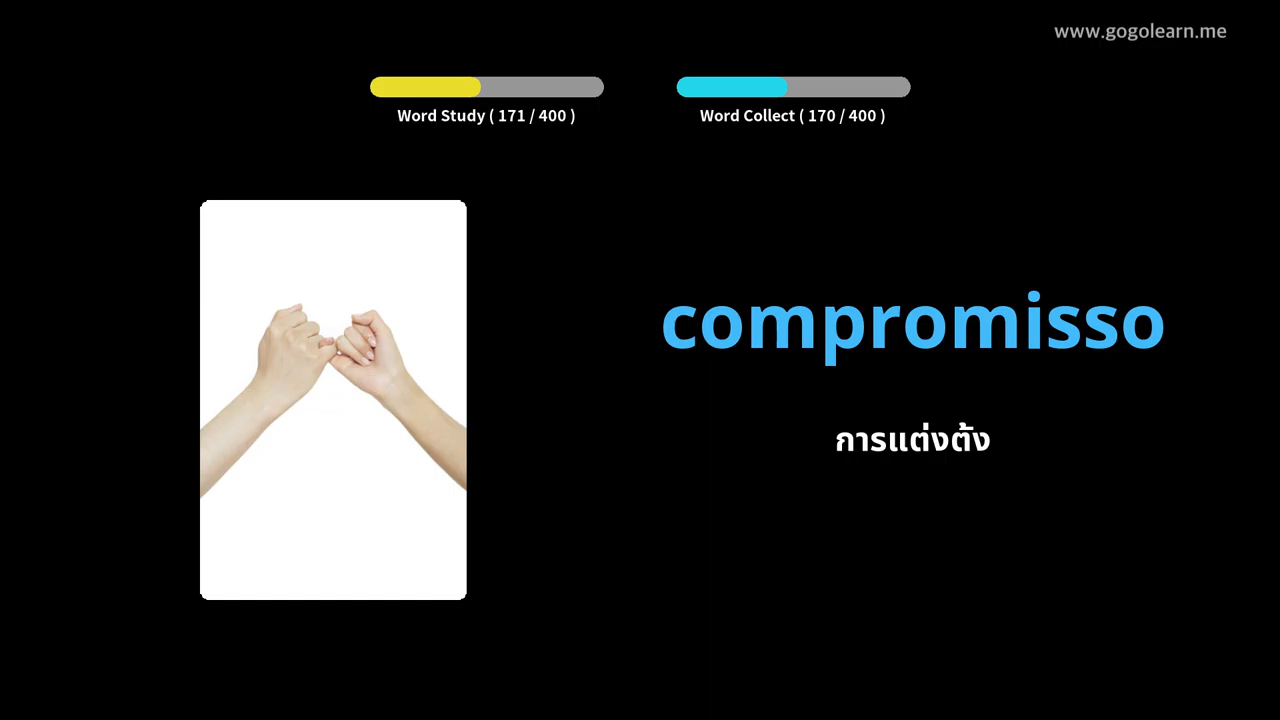 www.gogolearn.me
Word Study ( 171 / 400 )
Word Collect ( 170 / 400 )
compromisso
การแต่งตั้ง